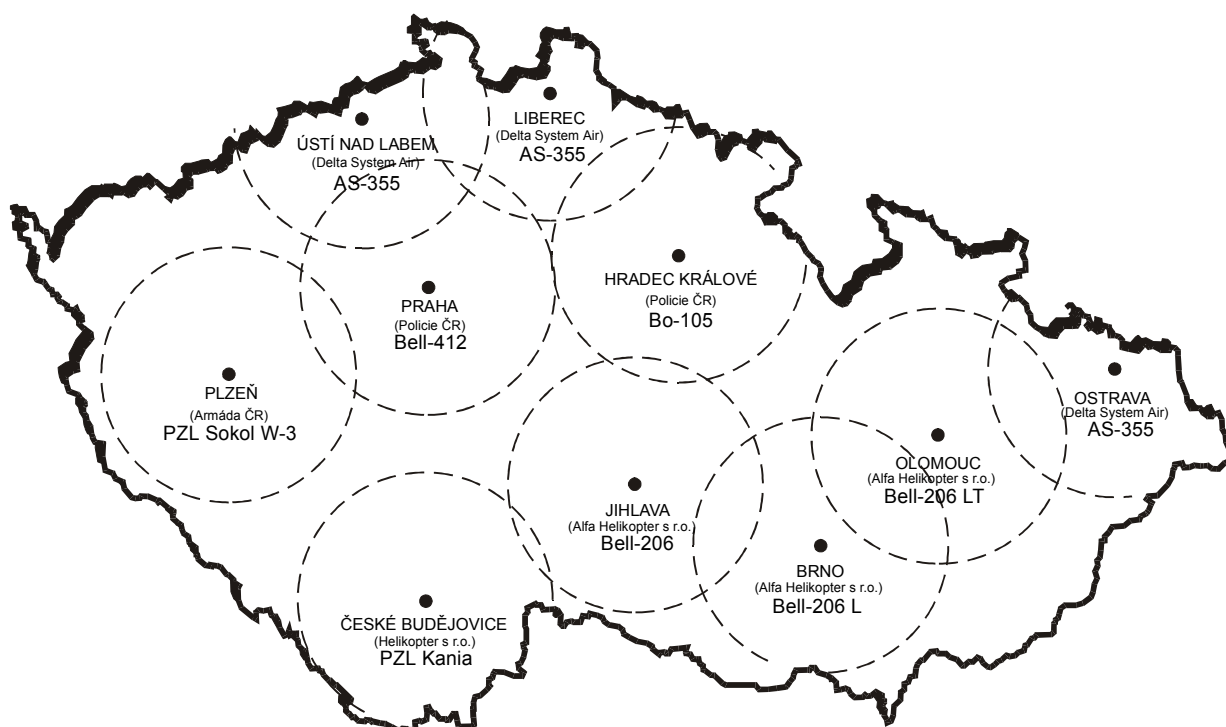 LIBEREC
(Delta System Air)
AS-355
ÚSTÍ NAD LABEM
(Delta System Air)
AS-355
HRADEC KRÁLOVÉ
(Policie ČR)
Bo-105
PRAHA
(Policie ČR)
Bell-412
PLZEŇ
(Armáda ČR)
PZL Sokol W-3
OSTRAVA
(Delta System Air)
AS-355
OLOMOUC
(Alfa Helikopter s r.o.)
Bell-206 LT
JIHLAVA
(Alfa Helikopter s r.o.)
Bell-206
BRNO
(Alfa Helikopter s r.o.)
Bell-206 L
ČESKÉ BUDĚJOVICE
(Helikopter s r.o.)
PZL Kania